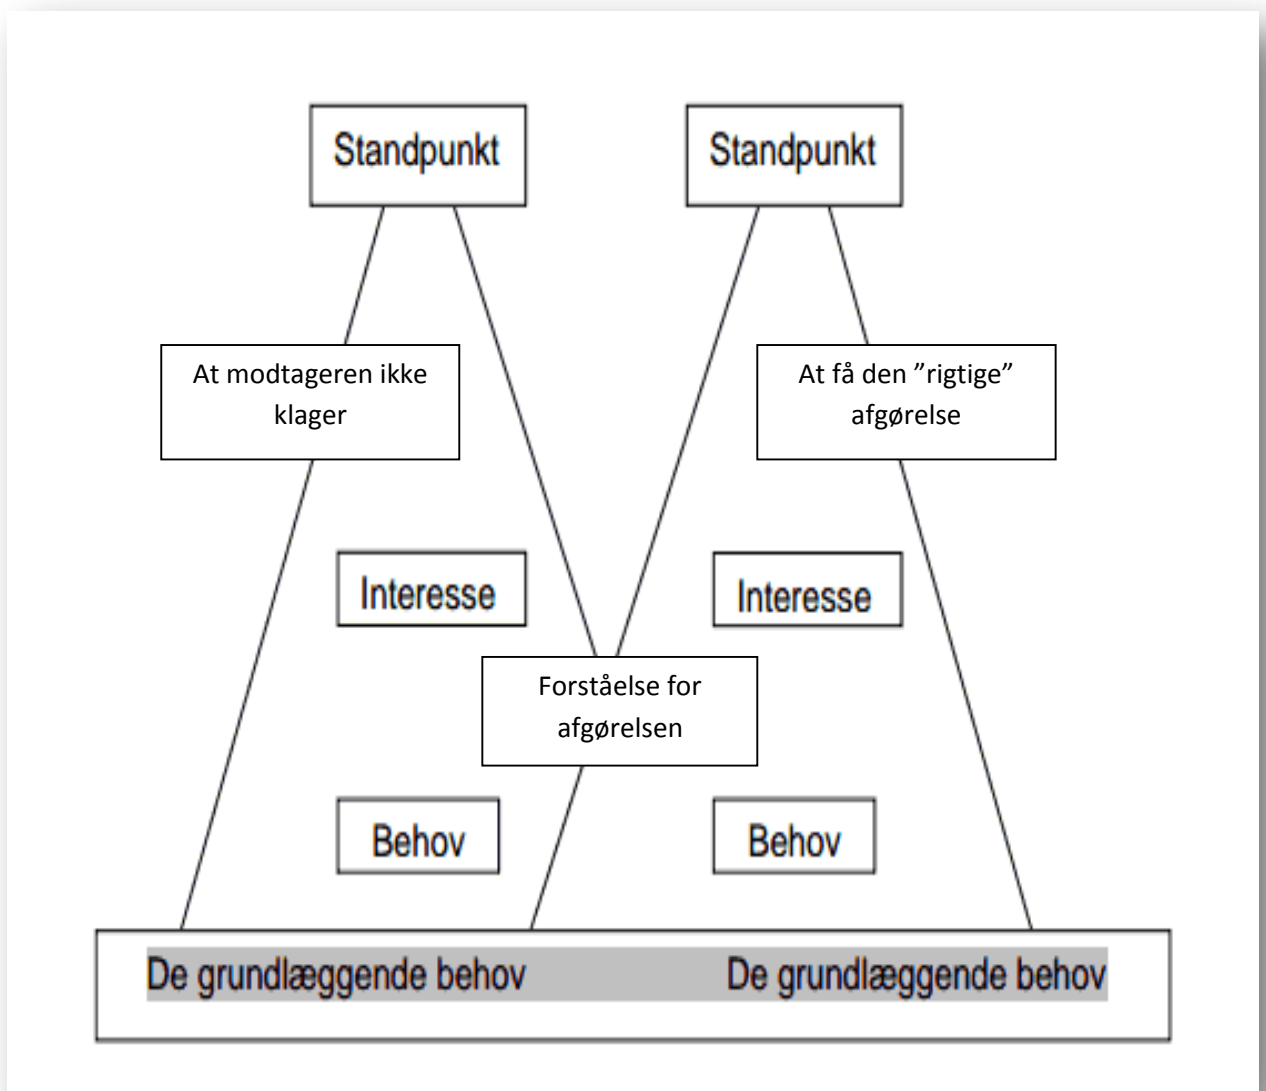 Standpunkt
Standpunkt
At modtageren ikke
klager
At få den ”rigtige”
afgørelse
Interesse
Interesse
Forståelse for
afgørelsen
Behov
Behov
De grundlæggende behov
De grundlæggende behov